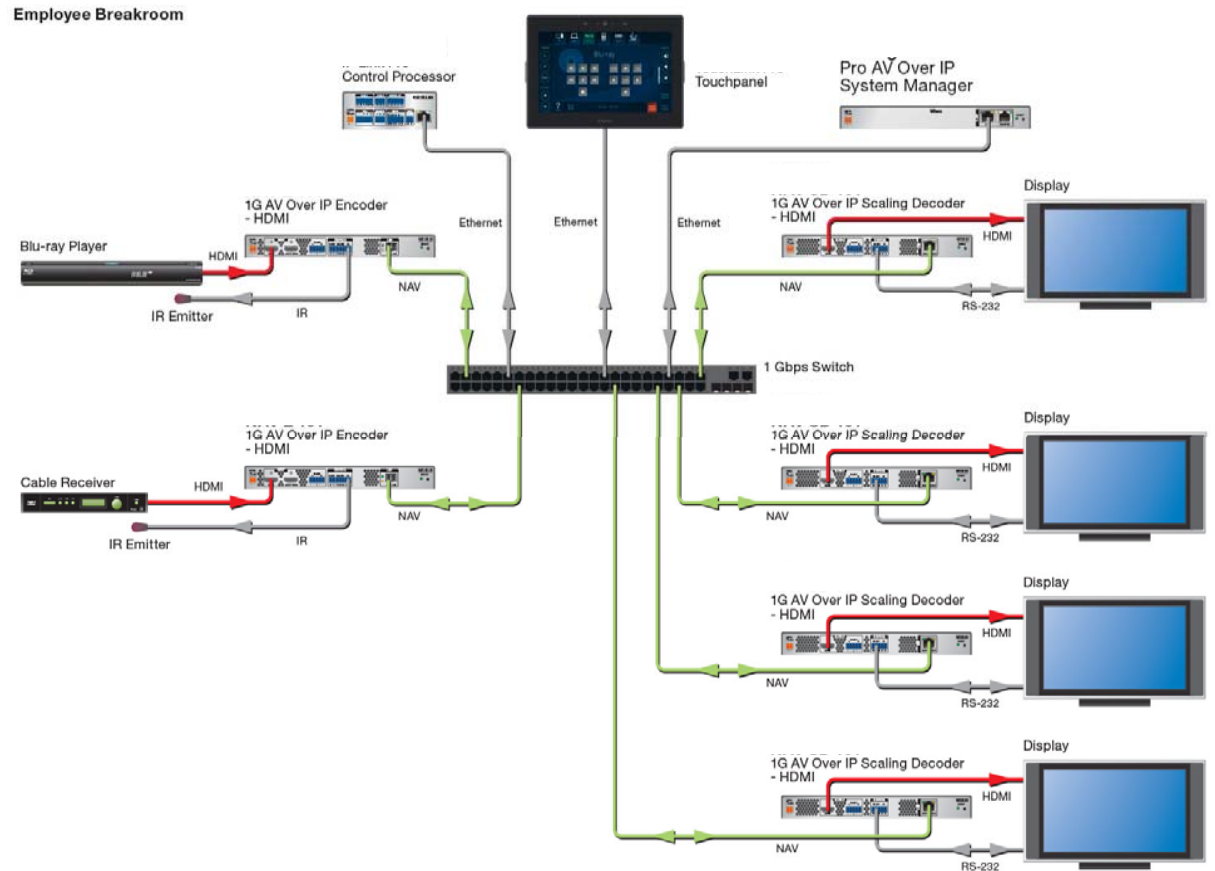 Employee Breakroom
Control Processor
Touchpanel
Pro AV Over IP
System Manager
Blu-ray
1G AV Over IP Encoder
- HDMI
Ethernet
Ethernet
Ethernet
1G AV Over IP Scaling Decoder
- HDMI
Display
HDMI
Blu-ray Player
HDMI
NAV
IR Emitter
IR
NAV
RS-232
1 Gbps Switch
1G AV Over IP Encoder
- HDMI
1G AV Over IP Scaling Decoder
- HDMI
Display
HDMI
Cable Receiver
HDMI
NAV
IR Emitter
IR
NAV
RS-232
1G AV Over IP Scaling Decoder
- HDMI
Display
HDMI
NAV
RS-232
1G AV Over IP Scaling Decoder
- HDMI
Display
HDMI
NAV
RS-232